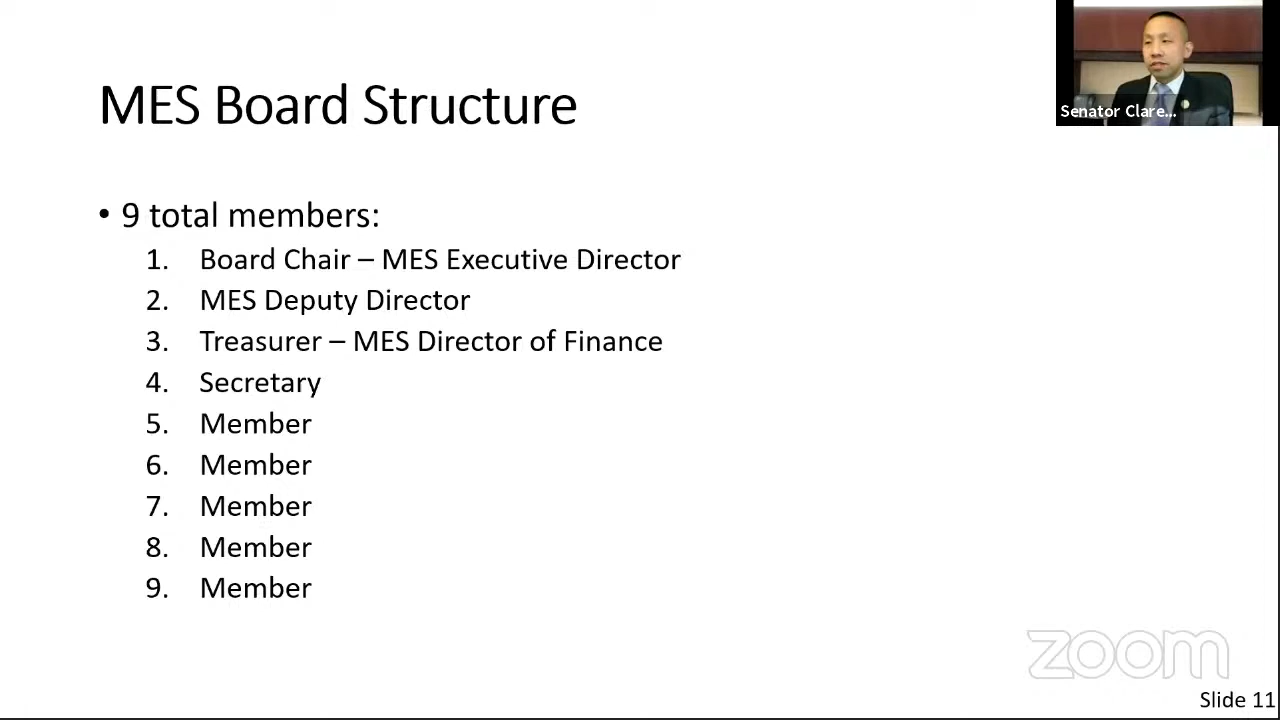 MES Board Structure
Senator Clare...
• 9 total members:
1. Board Chair – MES Executive Director
2. MES Deputy Director
3. Treasurer – MES Director of Finance
4. Secretary
5. Member
6. Member
7. Member
8. Member
9. Member
zoom
Slide 11